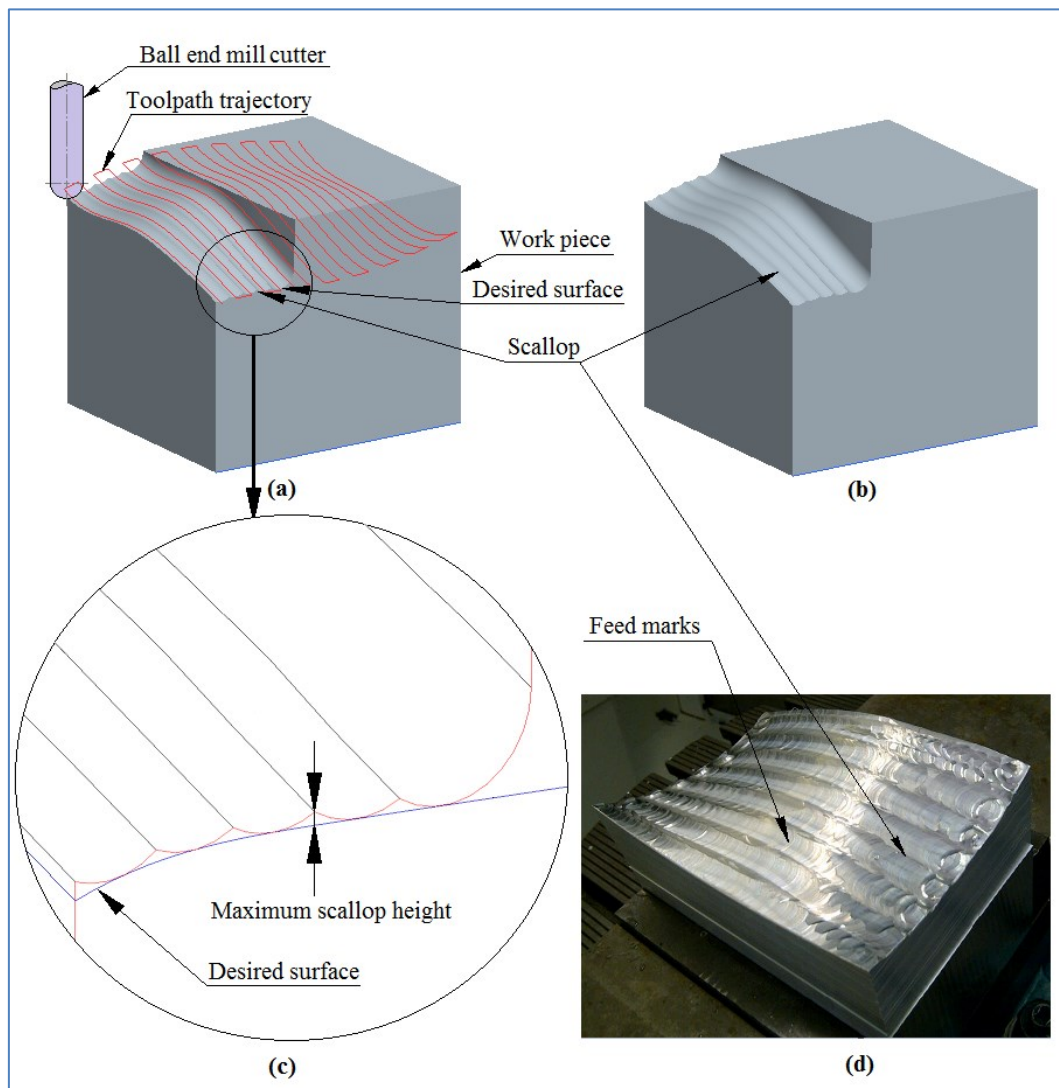 Ball end mill cutter
Toolpath trajectory
Work piece
Desired surface
Scallop
(a)
(b)
Feed marks
Maximum scallop height
Desired surface
(c)
(d)